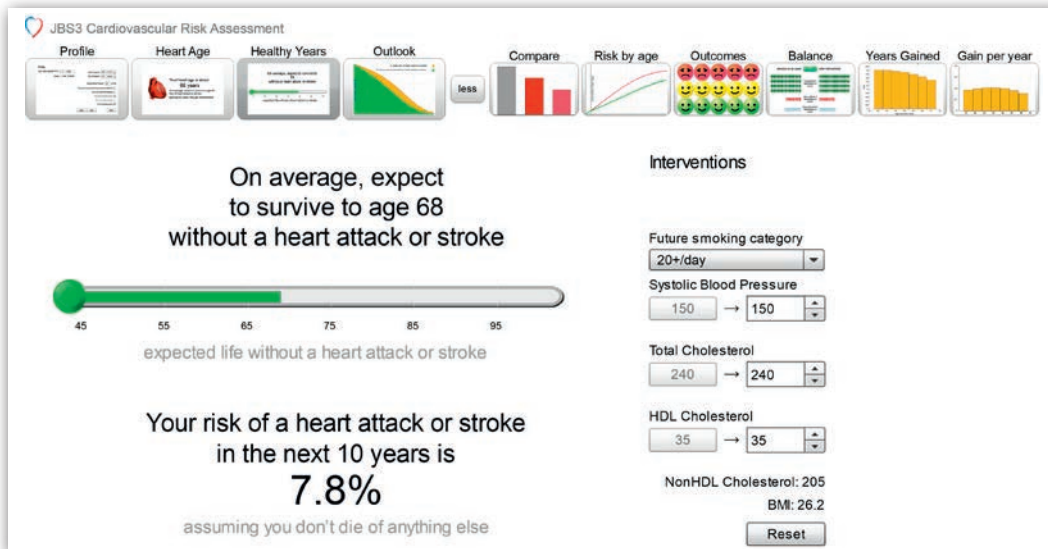 JBS3 Cardiovascular Risk Assessment
Profile Heart Age Healthy Years Outlook Compare Risk by age Outcomes Balance Years Gained Gain per year
less
On average, expect
to survive to age 68
without a heart attack or stroke
45 55 65 75 85 95
expected life without a heart attack or stroke
Your risk of a heart attack or stroke
in the next 10 years is
7.8%
assuming you don't die of anything else
Interventions
Future smoking category
20+/day
Systolic Blood Pressure
150 → 150
Total Cholesterol
240 → 240
HDL Cholesterol
35 → 35
NonHDL Cholesterol: 205
BMI: 26.2
Reset